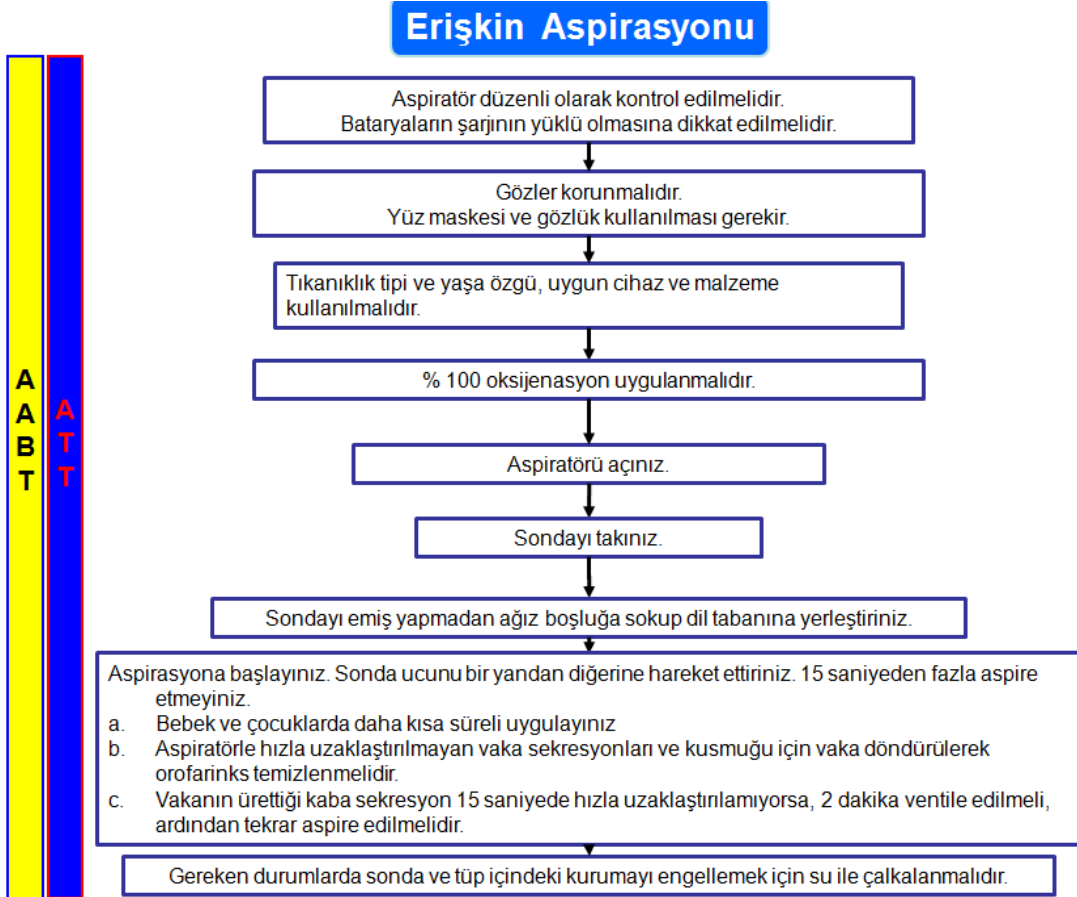 Erişkin Aspirasyonu
A
A
B
T
A
T
T
Aspiratör düzenli olarak kontrol edilmelidir.
Bataryaların şarjının yüklü olmasına dikkat edilmelidir.
Gözler korunmalıdır.
Yüz maskesi ve gözlük kullanılması gerekir.
Tıkanıklık tipi ve yaşa özgü, uygun cihaz ve malzeme
kullanılmalıdır.
% 100 oksijenasyon uygulanmalıdır.
Aspiratörü açınız.
Sondayı takınız.
Sondayı emiş yapmadan ağız boşluğa sokup dil tabanına yerleştiriniz.
Aspirasyona başlayınız. Sonda ucunu bir yandan diğerine hareket ettiriniz. 15 saniyeden fazla aspire
etmeyiniz.
a. Bebek ve çocuklarda daha kısa süreli uygulayınız
b. Aspiratörle hızla uzaklaştırılmayan vaka sekresyonları ve kusmuğu için vaka döndürülerek
orofarinks temizlenmelidir.
c. Vakanın ürettiği kaba sekresyon 15 saniyede hızla uzaklaştırılamıyorsa, 2 dakika ventile edilmeli,
ardından tekrar aspire edilmelidir.
Gereken durumlarda sonda ve tüp içindeki kurumayı engellemek için su ile çalkalanmalıdır.